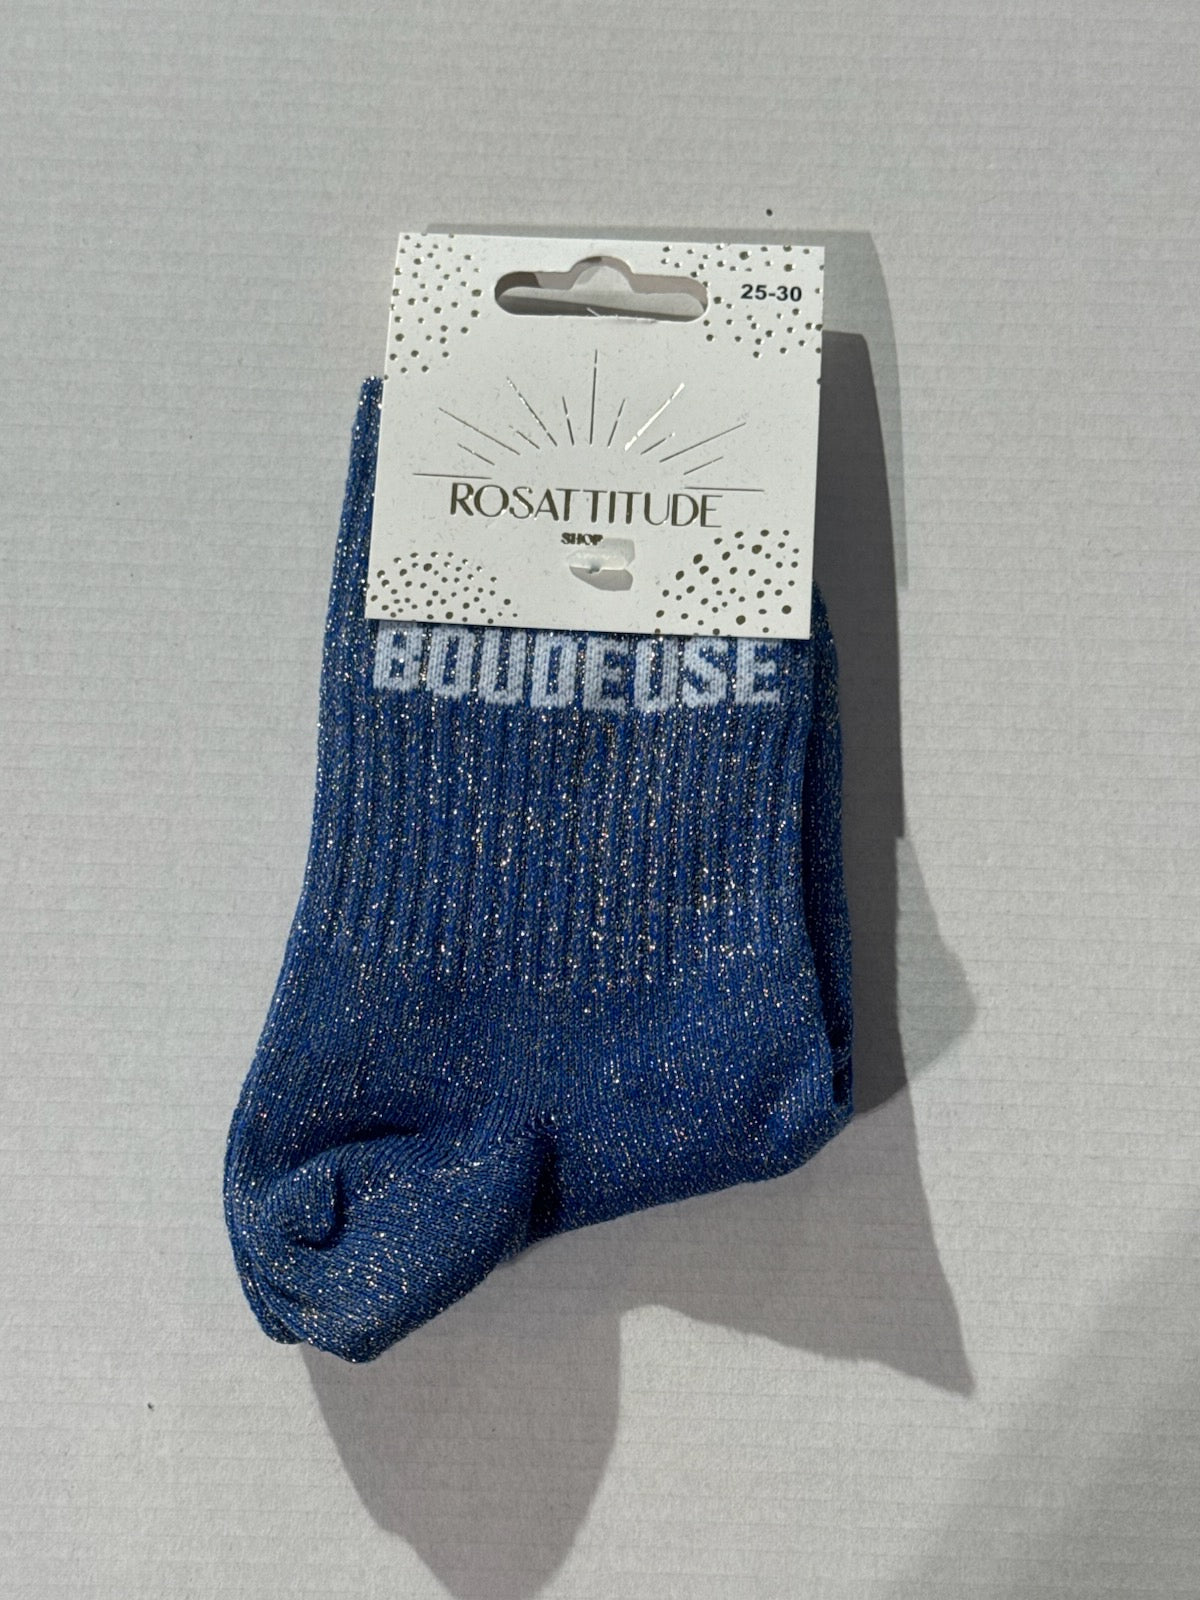 25-30
ROSATTITUDE
SHOP
BOUDEUSE